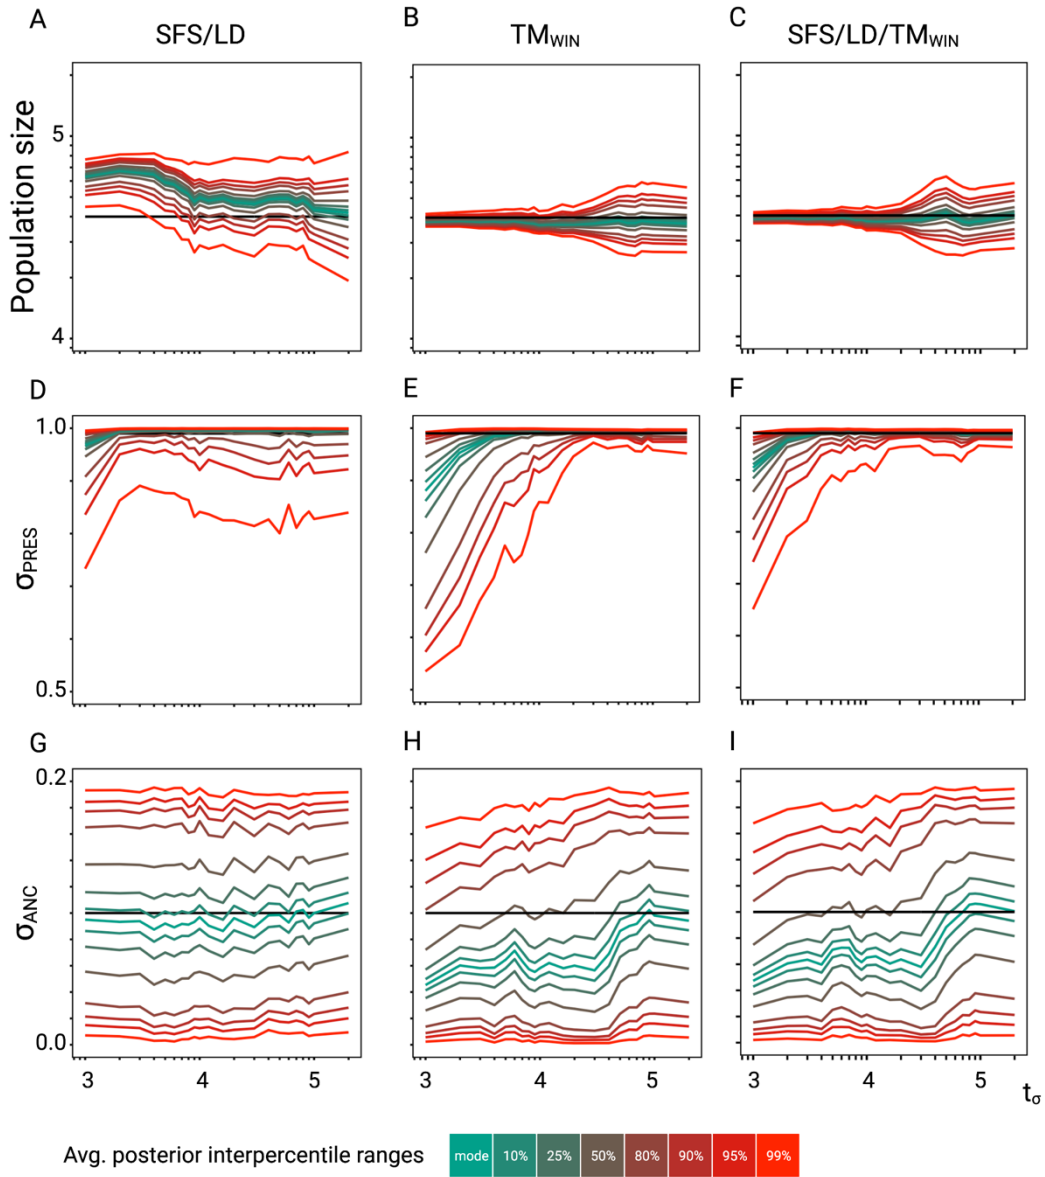 A B C
SFS/LD TMWIN SFS/LD/TMWIN
Population size
5
4
D E F
σPRES
1.0
0.5
G H I
σANC
0.2
0.0
3 4 5 3 4 5 3 4 5
tσ
Avg. posterior interpercentile ranges mode 10% 25% 50% 80% 90% 95% 99%